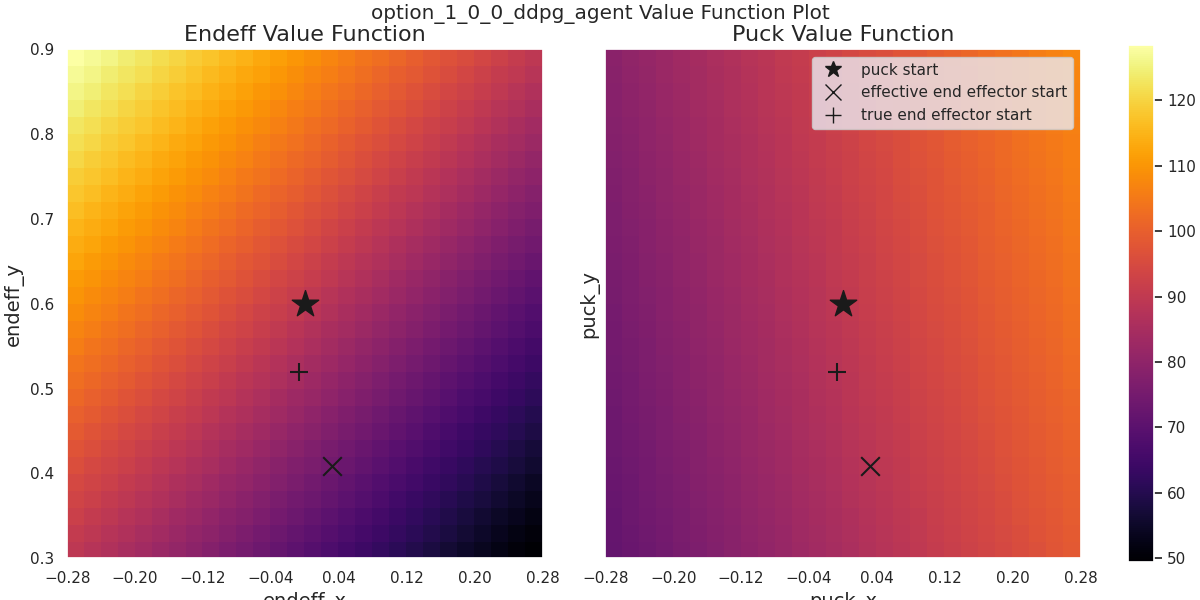 option_1_0_0_ddpg_agent Value Function Plot
Endeff Value Function
Puck Value Function
puck start
effective end effector start
true end effector start
endeff_y
0.9
0.8
0.7
0.6
0.5
0.4
0.3
−0.28 −0.20 −0.12 −0.04 0.04 0.12 0.20 0.28
endeff_x
puck_y
−0.28 −0.20 −0.12 −0.04 0.04 0.12 0.20 0.28
puck_x
120
110
100
90
80
70
60
50